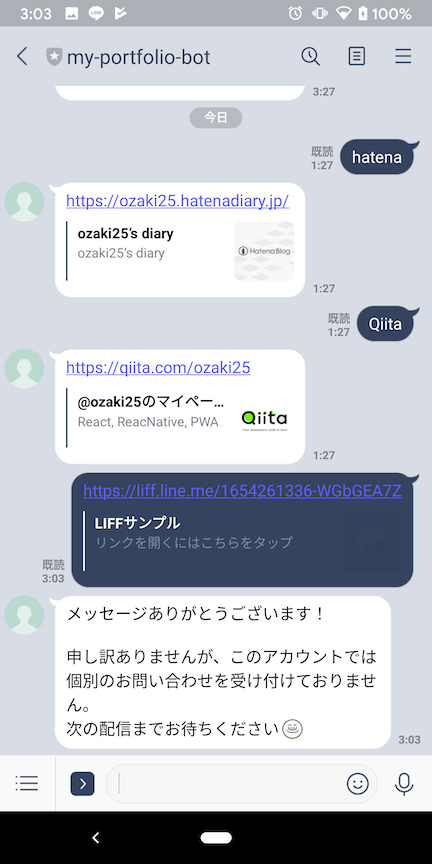 3:03
100%
my-portfolio-bot
3:27
今日
既読
1:27
hatena
https://ozaki25.hatenadiary.jp/
ozaki25's diary
ozaki25's diary
HatenaBlog
1:27
既読
1:27
Qiita
https://qiita.com/ozaki25
@ozaki25のマイペー...
React, ReacNative, PWA
Qiita
1:27
https://liff.line.me/1654261336-WGbGEA7Z
LIFFサンプル
リンクを開くにはこちらをタップ
既読
3:03
メッセージありがとうございます！
申し訳ありませんが、このアカウントでは
個別のお問い合わせを受け付けておりませ
ん。
次の配信までお待ちください
3:03